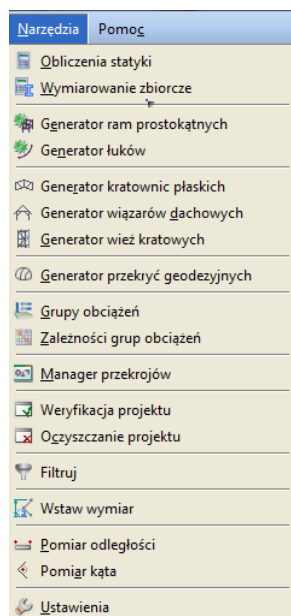 Narzędzia Pomoc
Obliczenia statyki
Wymiarowanie zbiorcze
Generator ram prostokątnych
Generator łuków
Generator kratownic płaskich
Generator wiązarów dachowych
Generator wież kratowych
Generator przekryć geodezyjnych
Grupy obciążeń
Zależności grup obciążeń
Manager przekrojów
Weryfikacja projektu
Oczyszczanie projektu
Filtruj
Wstaw wymiar
Pomiar odległości
Pomiar kąta
Ustawienia